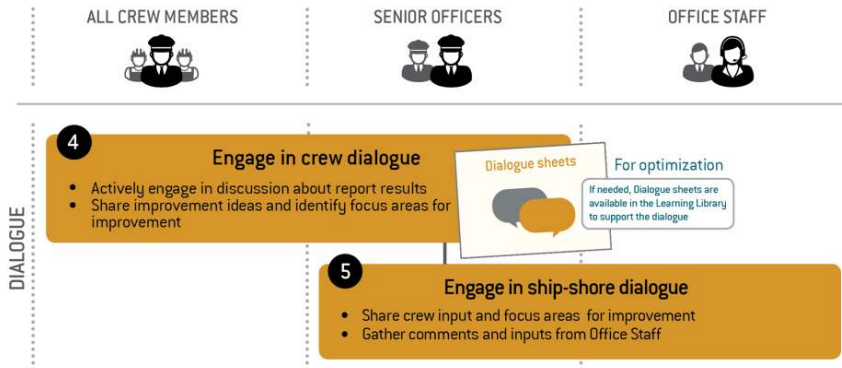 ALL CREW MEMBERS
SENIOR OFFICERS
OFFICE STAFF
DIALOGUE
4
Engage in crew dialogue
• Actively engage in discussion about report results
• Share improvement ideas and identify focus areas for
improvement
Dialogue sheets
For optimization
If needed, Dialogue sheets are
available in the Learning Library
to support the dialogue
5
Engage in ship-shore dialogue
• Share crew input and focus areas for improvement
• Gather comments and inputs from Office Staff